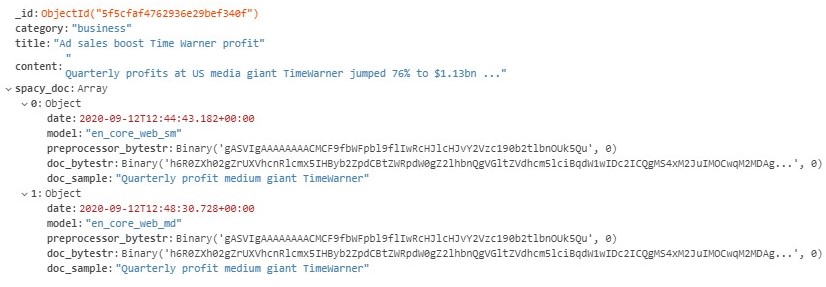 _id: ObjectId("5f5cfaf4762936e29bef340f")
category: "business"
title: "Ad sales boost Time Warner profit"
"
content:
Quarterly profits at US media giant TimeWarner jumped 76% to $1.13bn ..."
spacy_doc: Array
0: Object
date: 2020-09-12T12:44:43.182+00:00
model: "en_core_web_sm"
preprocessor_bytestr: Binary('gASVIgAAAAAAAACMCF9fbWFpbl9flIwRcHJlcHJvY2Vzc190b2tlbnOUk5Qu', 0)
doc_bytestr: Binary('h6R0ZXh02gZrUXVhcnRlcmx5IHByb2ZpdCBtZWRpdW0gZ2lhbnQgVGltZVdhcm5lciBqdW1wIDc2ICQgMS4xM2JuIMOCwqM2MDAg...', 0)
doc_sample: "Quarterly profit medium giant TimeWarner"
1: Object
date: 2020-09-12T12:48:30.728+00:00
model: "en_core_web_md"
preprocessor_bytestr: Binary('gASVIgAAAAAAAACMCF9fbWFpbl9flIwRcHJlcHJvY2Vzc190b2tlbnOUk5Qu', 0)
doc_bytestr: Binary('h6R0ZXh02gZrUXVhcnRlcmx5IHByb2ZpdCBtZWRpdW0gZ2lhbnQgVGltZVdhcm5lciBqdW1wIDc2ICQgMS4xM2JuIMOCwqM2MDAg...', 0)
doc_sample: "Quarterly profit medium giant TimeWarner"